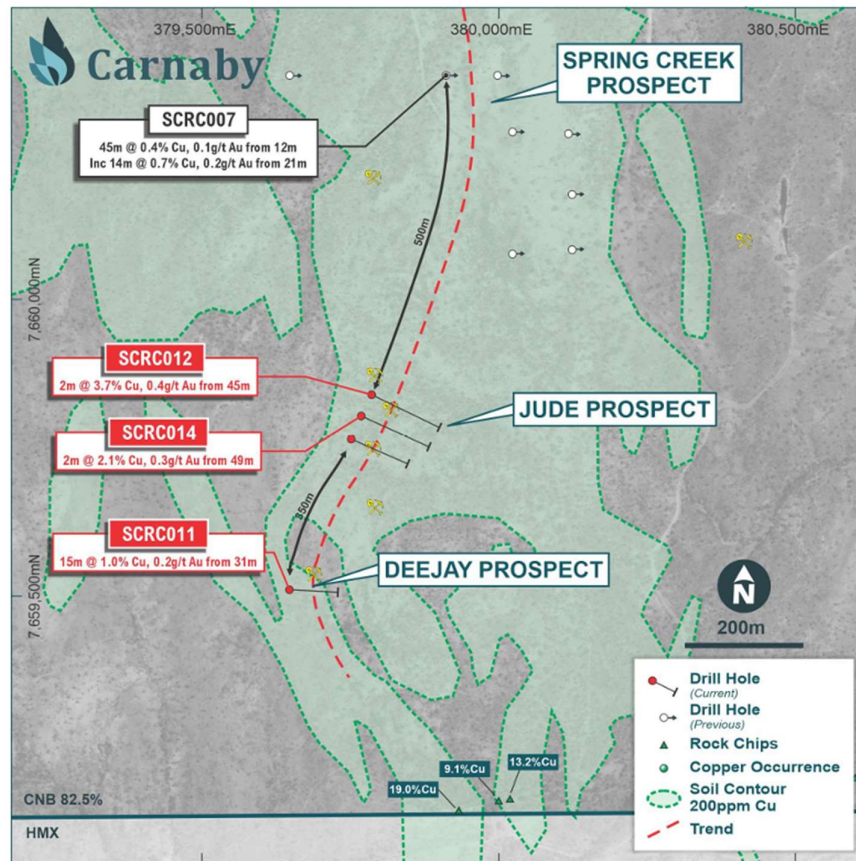 379,500mE
380,000mE
380,500mE
Carnaby
SPRING CREEK
PROSPECT
SCRC007
45m @ 0.4% Cu, 0.1g/t Au from 12m
Inc 14m @ 0.7% Cu, 0.2g/t Au from 21m
500m
7,660,000mN
SCRC012
2m @ 3.7% Cu, 0.4g/t Au from 45m
JUDE PROSPECT
SCRC014
2m @ 2.1% Cu, 0.3g/t Au from 49m
350m
SCRC011
15m @ 1.0% Cu, 0.2g/t Au from 31m
DEEJAY PROSPECT
7,659,500mN
N
200m
Drill Hole
(Current)
Drill Hole
(Previous)
Rock Chips
Copper Occurrence
Soil Contour
200ppm Cu
Trend
19.0%Cu
9.1%Cu
13.2%Cu
CNB 82.5%
HMX